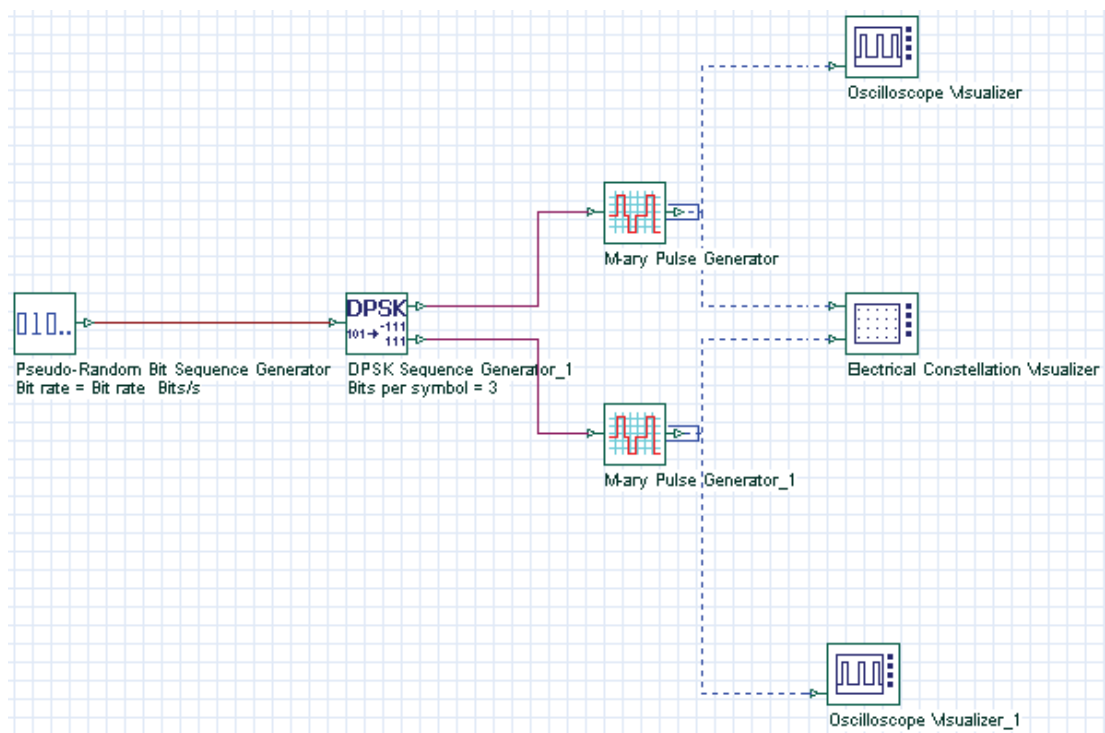 Oscilloscope Visualizer
M-ary Pulse Generator
010..
Pseudo-Random Bit Sequence Generator
Bit rate = Bit rate Bits/s
DPSK
101 → -111
111
DPSK Sequence Generator_1
Bits per symbol = 3
Electrical Constellation Visualizer
M-ary Pulse Generator_1
Oscilloscope Visualizer_1